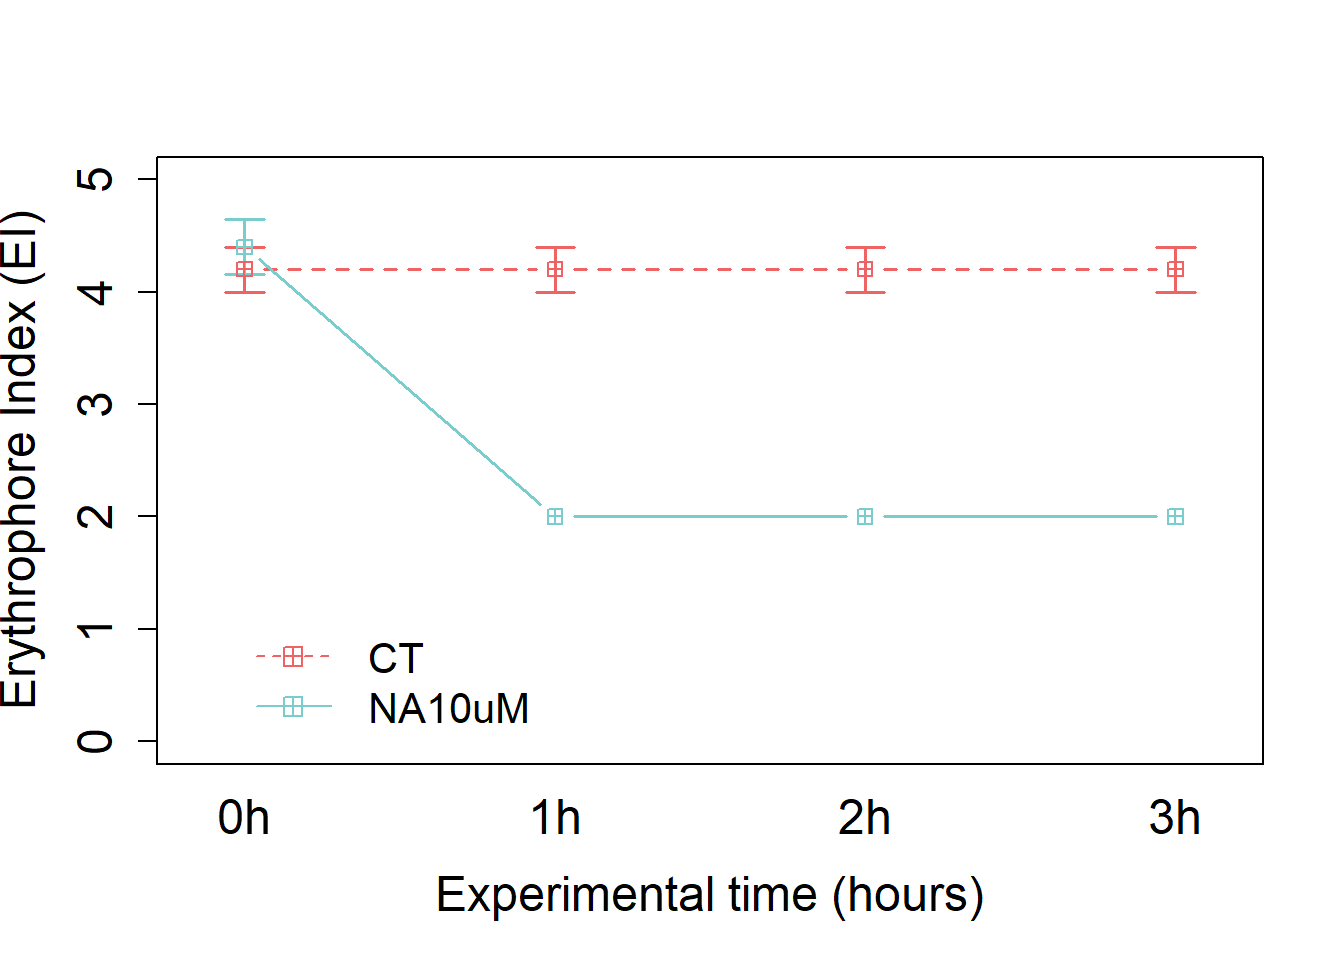 Erythrophore Index (EI)
5
4
3
2
1
0
CT
NA10uM
0h 1h 2h 3h
Experimental time (hours)